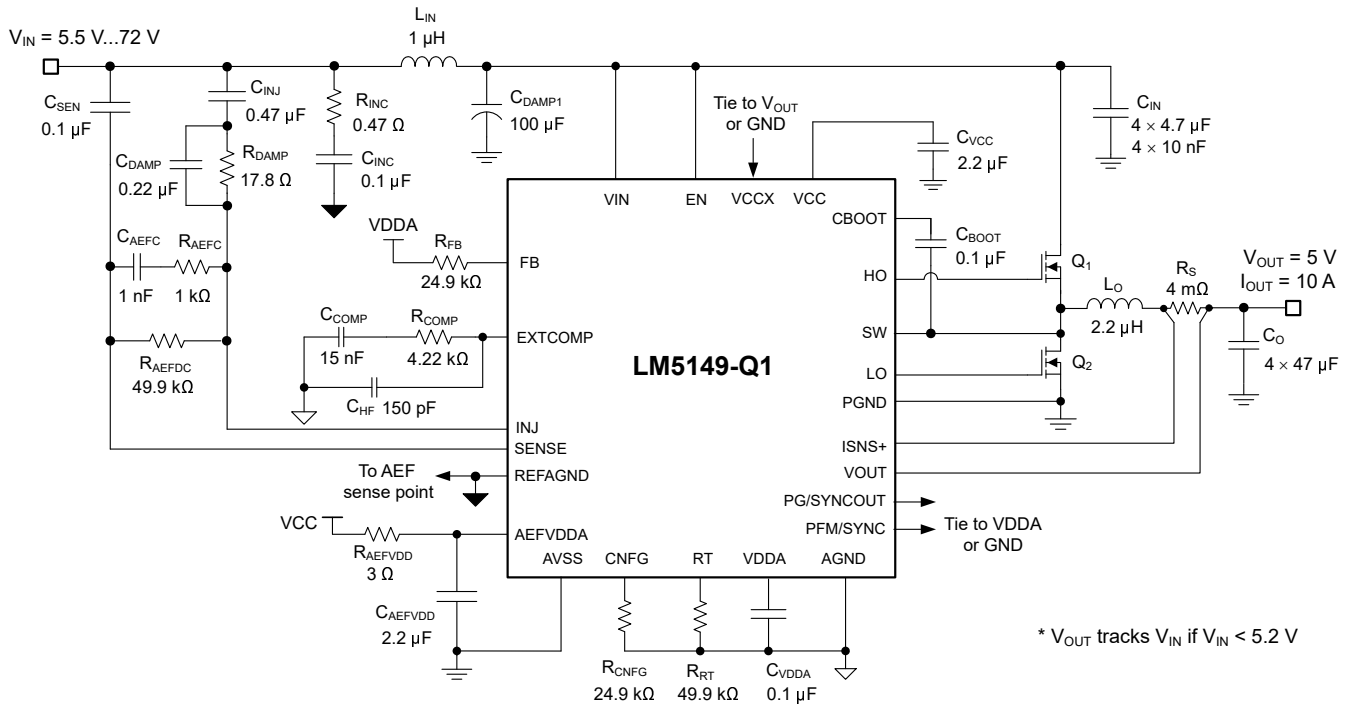 V_IN = 5.5 V...72 V
L_IN
1 µH
C_SEN
0.1 µF
C_INJ
0.47 µF
C_DAMP
0.22 µF
R_DAMP
17.8 Ω
R_INC
0.47 Ω
C_INC
0.1 µF
C_DAMP1
100 µF
Tie to V_OUT
or GND
C_VCC
2.2 µF
C_IN
4 × 4.7 µF
4 × 10 nF
VIN
EN
VCCX
VCC
C_AEFC
1 nF
R_AEFC
1 kΩ
R_AEFDC
49.9 kΩ
VDDA
R_FB
24.9 kΩ
FB
C_COMP
15 nF
R_COMP
4.22 kΩ
EXTCOMP
C_HF 150 pF
INJ
SENSE
REFAGND
To AEF
sense point
VCC
R_AEFVDD
3 Ω
AEFVDDA
C_AEFVDD
2.2 µF
LM5149-Q1
CBOOT
C_BOOT
0.1 µF
HO
Q_1
SW
LO
Q_2
PGND
ISNS+
VOUT
PG/SYNCOUT
PFM/SYNC
Tie to VDDA
or GND
L_O
2.2 µH
R_S
4 mΩ
V_OUT = 5 V
I_OUT = 10 A
C_O
4 × 47 µF
AVSS
CNFG
RT
VDDA
AGND
R_CNFG
24.9 kΩ
R_RT
49.9 kΩ
C_VDDA
0.1 µF
* V_OUT tracks V_IN if V_IN < 5.2 V